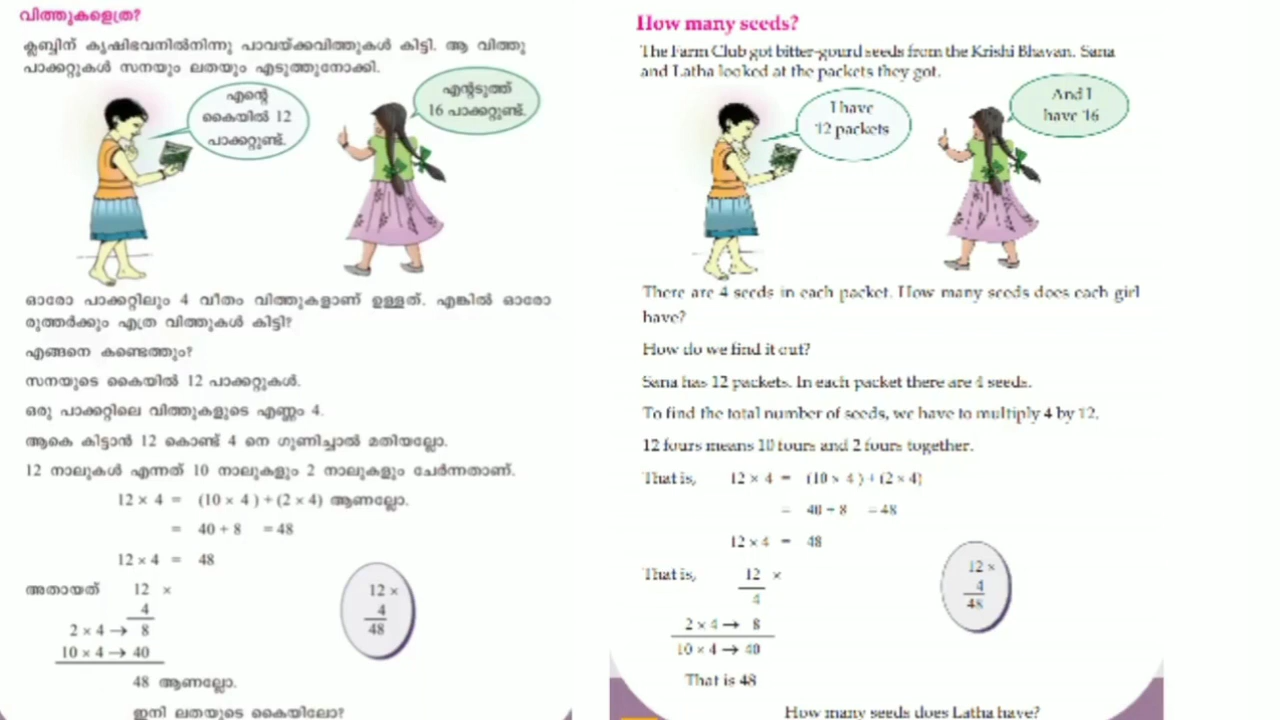 വിത്തുകളെത്ര?
ക്ലബ്ബിന് കൃഷിഭവനിൽനിന്നു പാവയ്ക്കവിത്തുകൾ കിട്ടി. ആ വിത്തു
പാക്കറ്റുകൾ സനയും ലതയും എടുത്തുനോക്കി.
എന്റെ
കൈയിൽ 12
പാക്കറ്റുണ്ട്.
എന്റടുത്ത്
16 പാക്കറ്റുണ്ട്.
ഓരോ പാക്കറ്റിലും 4 വീതം വിത്തുകളാണ് ഉള്ളത്. എങ്കിൽ ഓരോ
രുത്തർക്കും എത്ര വിത്തുകൾ കിട്ടി?
എങ്ങനെ കണ്ടെത്തും?
സനയുടെ കൈയിൽ 12 പാക്കറ്റുകൾ.
ഒരു പാക്കറ്റിലെ വിത്തുകളുടെ എണ്ണം 4.
ആകെ കിട്ടാൻ 12 കൊണ്ട് 4 നെ ഗുണിച്ചാൽ മതിയല്ലോ.
12 നാലുകൾ എന്നത് 10 നാലുകളും 2 നാലുകളും ചേർന്നതാണ്.
12 × 4 = (10 × 4 ) + (2 × 4) ആണല്ലോ.
= 40 + 8 = 48
12 × 4 = 48
അതായത് 12 ×
4
2 × 4 → 8
10 × 4 → 40
48 ആണല്ലോ.
12 ×
4
48
ഇനി ലതയുടെ കൈയിലോ?
How many seeds?
The Farm Club got bitter-gourd seeds from the Krishi Bhavan. Sana
and Latha looked at the packets they got.
I have
12 packets
And I
have 16
There are 4 seeds in each packet. How many seeds does each girl
have?
How do we find it out?
Sana has 12 packets. In each packet there are 4 seeds.
To find the total number of seeds, we have to multiply 4 by 12.
12 fours means 10 fours and 2 fours together.
That is, 12 × 4 = (10 × 4 ) + (2 × 4)
= 40 + 8 = 48
12 × 4 = 48
That is, 12 ×
4
2 × 4 → 8
10 × 4 → 40
That is 48
12 ×
4
48
How many seeds does Latha have?